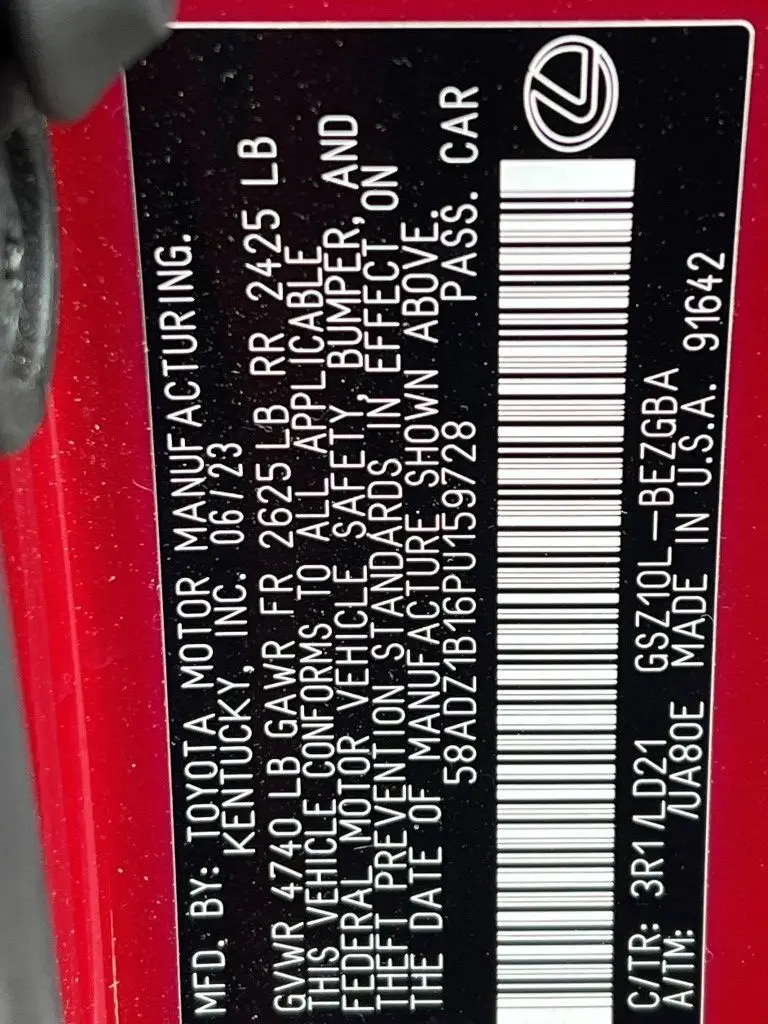 MFD. BY: TOYOTA MOTOR MANUFACTURING.
KENTUCKY, INC. 06/23
GVWR 4740 LB GAWR FR 2625 LB RR 2425 LB
THIS VEHICLE CONFORMS TO ALL APPLICABLE
FEDERAL MOTOR VEHICLE SAFETY, BUMPER, AND
THEFT PREVENTION STANDARDS IN EFFECT ON
THE DATE OF MANUFACTURE SHOWN ABOVE.
58ADZ1B16PU159728 PASS. CAR
C/TR: 3R1/LD21 GSZ10L-BEZGBA
A/TM: /UA80E MADE IN U.S.A. 91642